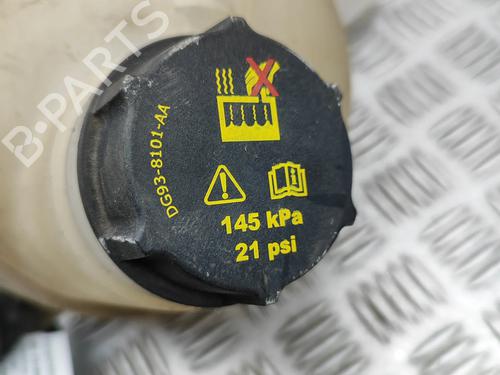 B-PARTS
DG93-8101-AA
145 kPa
21 psi